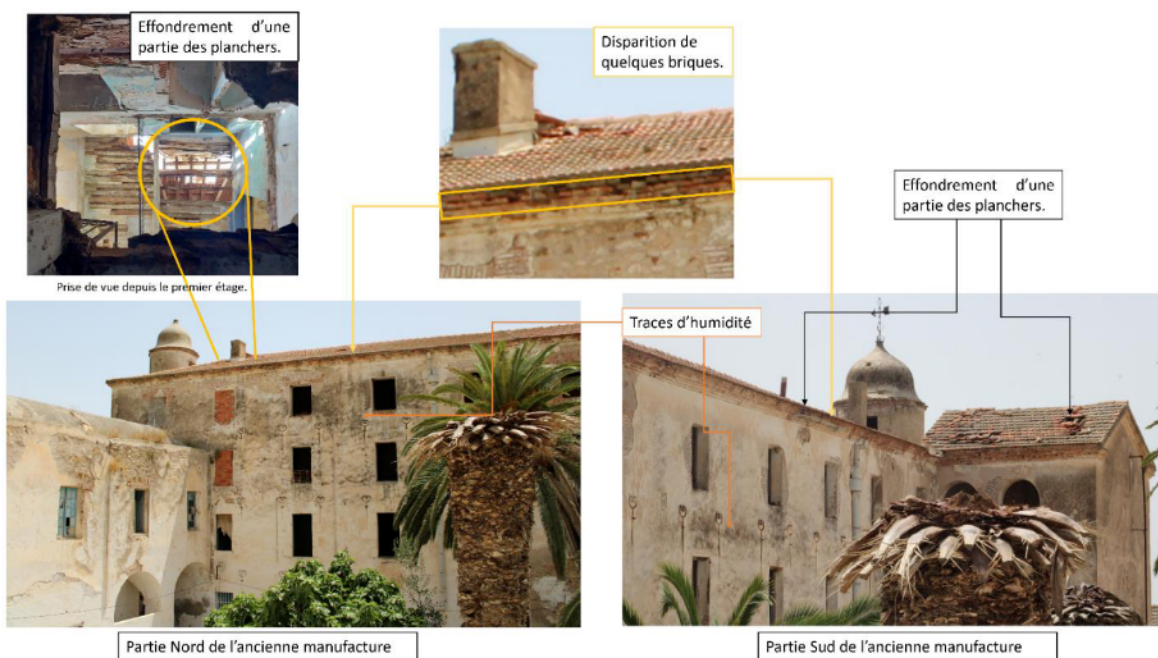 Effondrement d'une
partie des planchers.
Disparition de
quelques briques.
Effondrement d'une
partie des planchers.
Prise de vue depuis le premier étage.
Traces d'humidité
Partie Nord de l'ancienne manufacture
Partie Sud de l'ancienne manufacture